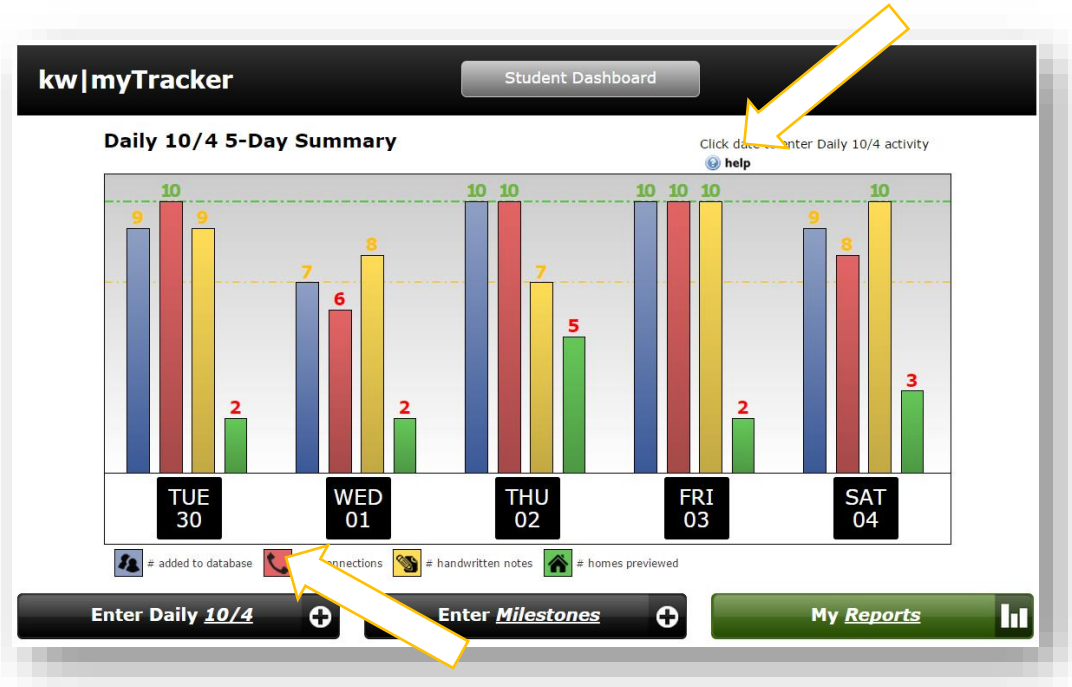 kw|myTracker
Student Dashboard
Daily 10/4 5-Day Summary
Click date to enter Daily 10/4 activity
help
9 10 9 2
7 6 8 2
10 10 7 5
10 10 10 2
9 8 10 3
TUE
30
WED
01
THU
02
FRI
03
SAT
04
# added to database
# handwritten notes
# homes previewed
Enter Daily 10/4
Enter Milestones
My Reports